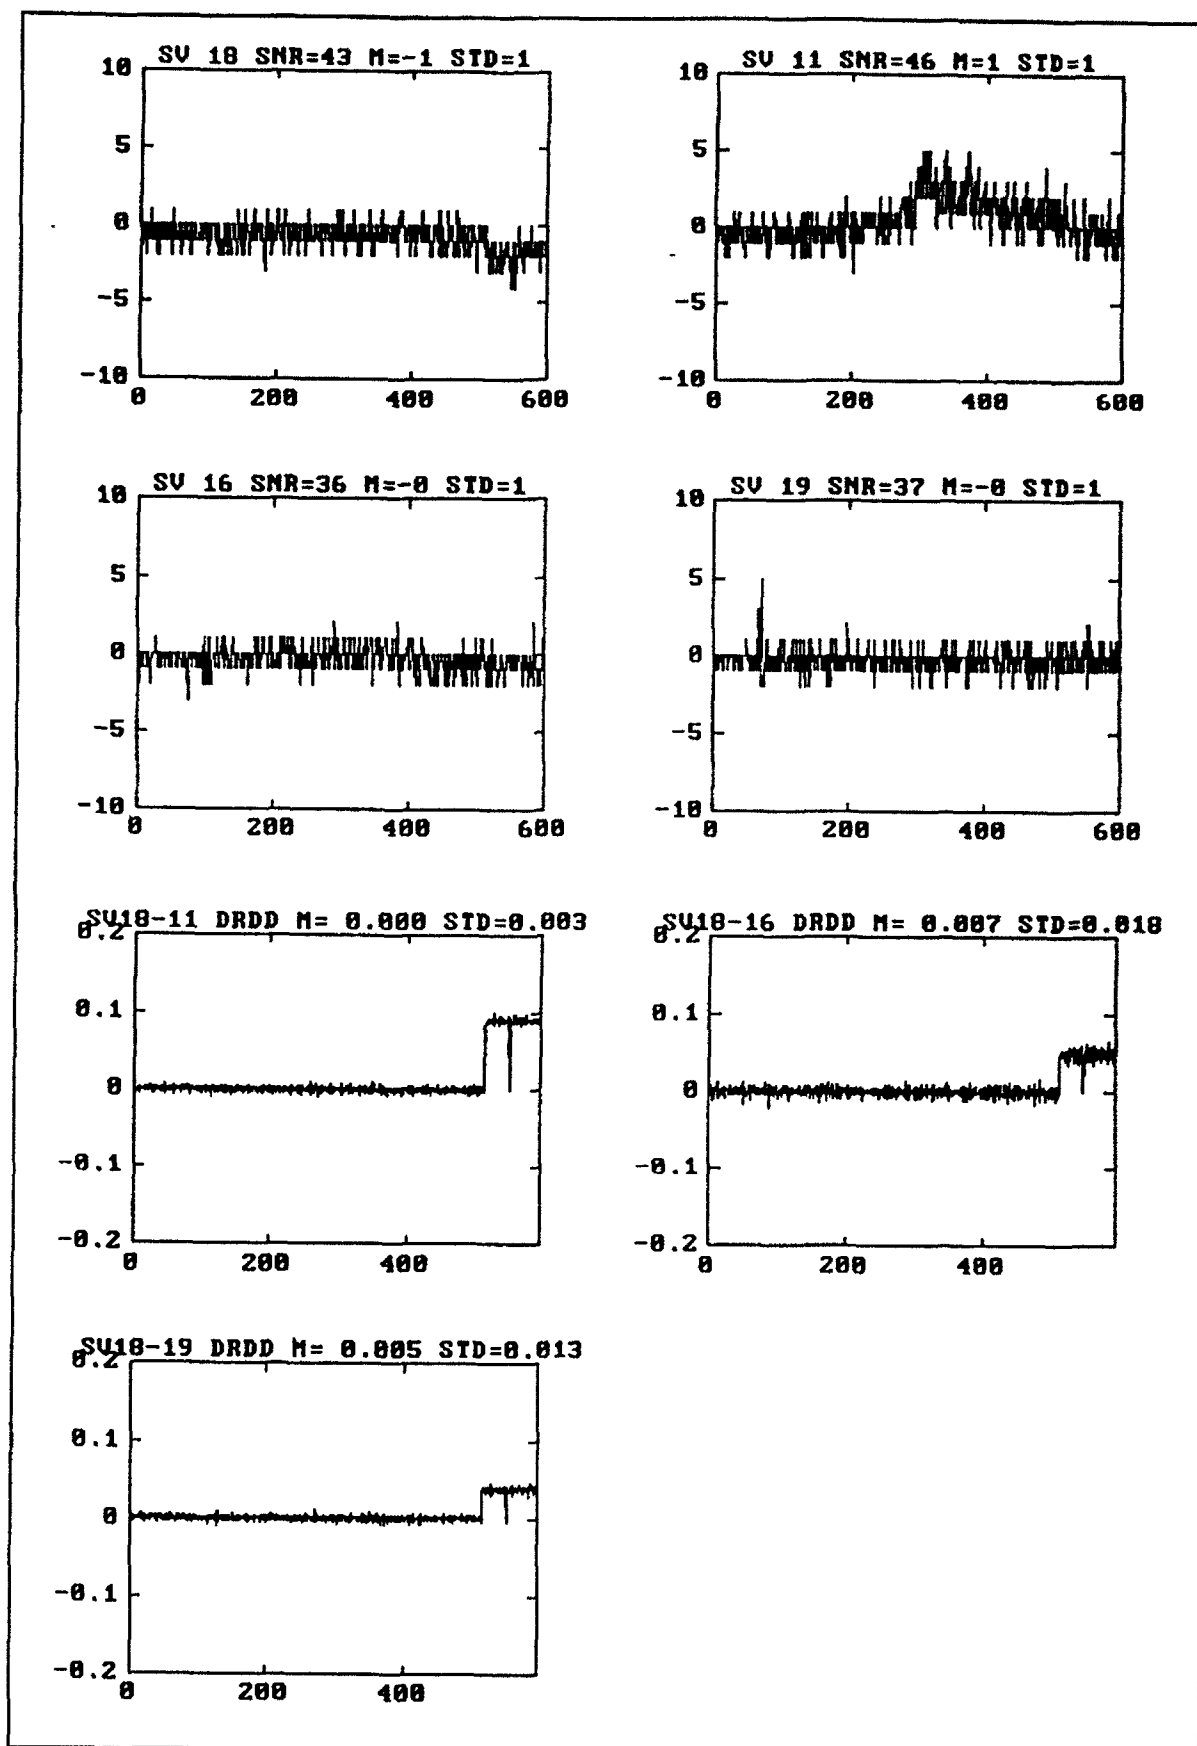 SV 18 SNR=43 M=-1 STD=1
10
5
0
-5
-10
0 200 400 600
SV 11 SNR=46 M=1 STD=1
10
5
0
-5
-10
0 200 400 600
SV 16 SNR=36 M=-0 STD=1
10
5
0
-5
-10
0 200 400 600
SV 19 SNR=37 M=-0 STD=1
10
5
0
-5
-10
0 200 400 600
SV18-11 DRDD M= 0.000 STD=0.003
0.2
0.1
0
-0.1
-0.2
0 200 400
SV18-16 DRDD M= 0.007 STD=0.018
0.2
0.1
0
-0.1
-0.2
0 200 400
SV18-19 DRDD M= 0.005 STD=0.013
0.2
0.1
0
-0.1
-0.2
0 200 400